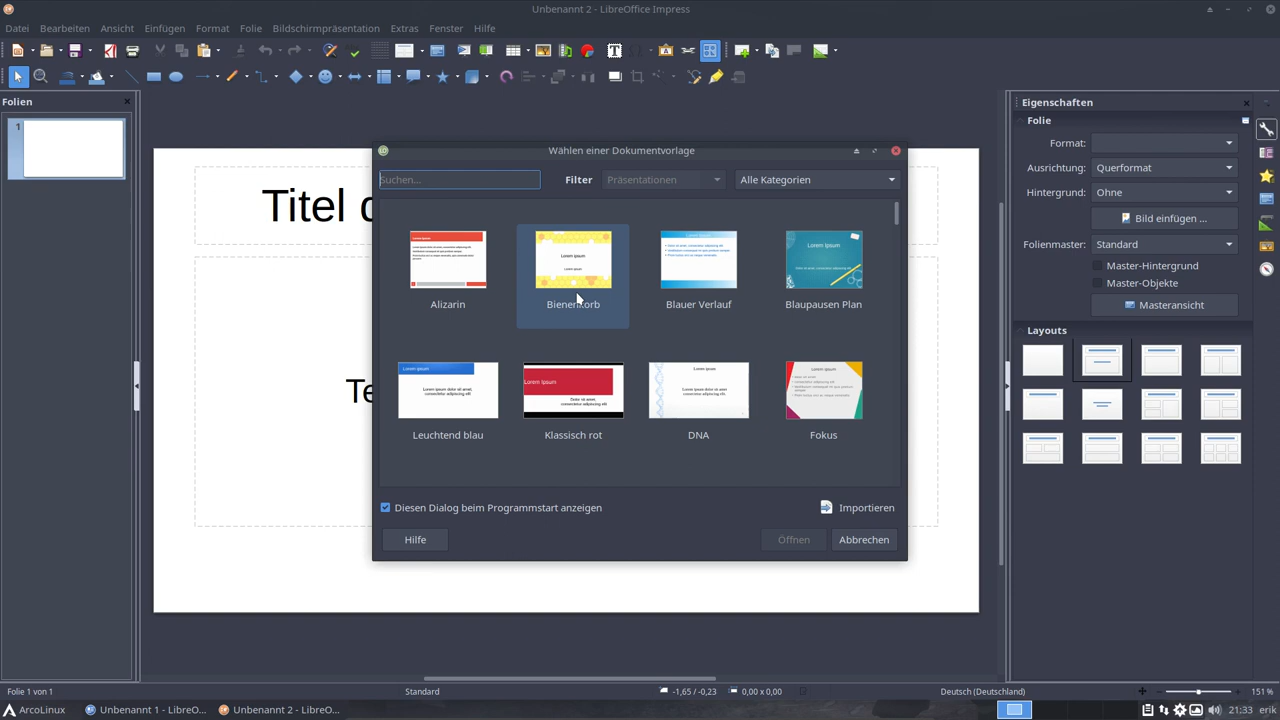 Unbenannt 2 - LibreOffice Impress
Datei Bearbeiten Ansicht Einfügen Format Folie Bildschirmpräsentation Extras Fenster Hilfe
Folien
1
Titel
Te
Wählen einer Dokumentvorlage
Suchen...
Filter
Präsentationen
Alle Kategorien
Alizarin
Bienenkorb
Blauer Verlauf
Blaupausen Plan
Leuchtend blau
Klassisch rot
DNA
Fokus
Diesen Dialog beim Programmstart anzeigen
Importieren
Hilfe
Öffnen
Abbrechen
Eigenschaften
Folie
Format:
Ausrichtung: Querformat
Hintergrund: Ohne
Bild einfügen ...
Folienmaster: Standard
Master-Hintergrund
Master-Objekte
Masteransicht
Layouts
Folie 1 von 1
Standard
-1,65 / -0,23
0,00 x 0,00
Deutsch (Deutschland)
151 %
ArcoLinux
Unbenannt 1 - LibreO...
Unbenannt 2 - LibreO...
21:33 erik